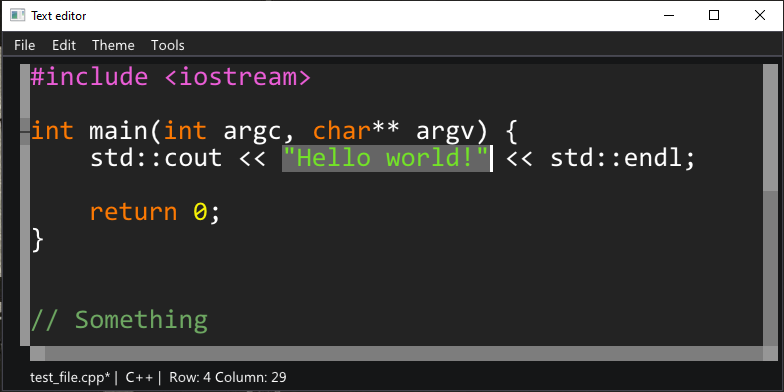 Text editor
File Edit Theme Tools
#include <iostream>
int main(int argc, char** argv) {
    std::cout << "Hello world!" << std::endl;
    return 0;
}
// Something
test_file.cpp* | C++ | Row: 4 Column: 29